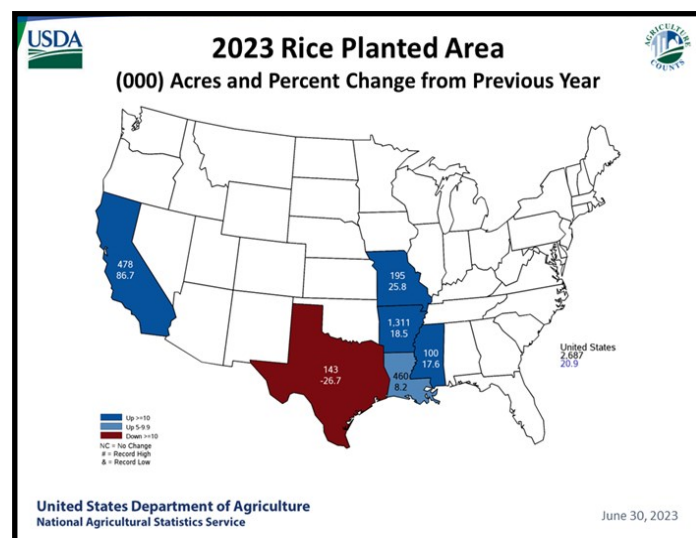 USDA
2023 Rice Planted Area
(000) Acres and Percent Change from Previous Year
AGRICULTURE
COUNTS
478
86.7
195
25.8
1,311
18.5
100
17.6
143
-26.7
460
8.2
United States
2,687
20.9
Up >=10
Up 5-9.9
Down >=10
NC = No Change
# = Record High
& = Record Low
United States Department of Agriculture
National Agricultural Statistics Service
June 30, 2023